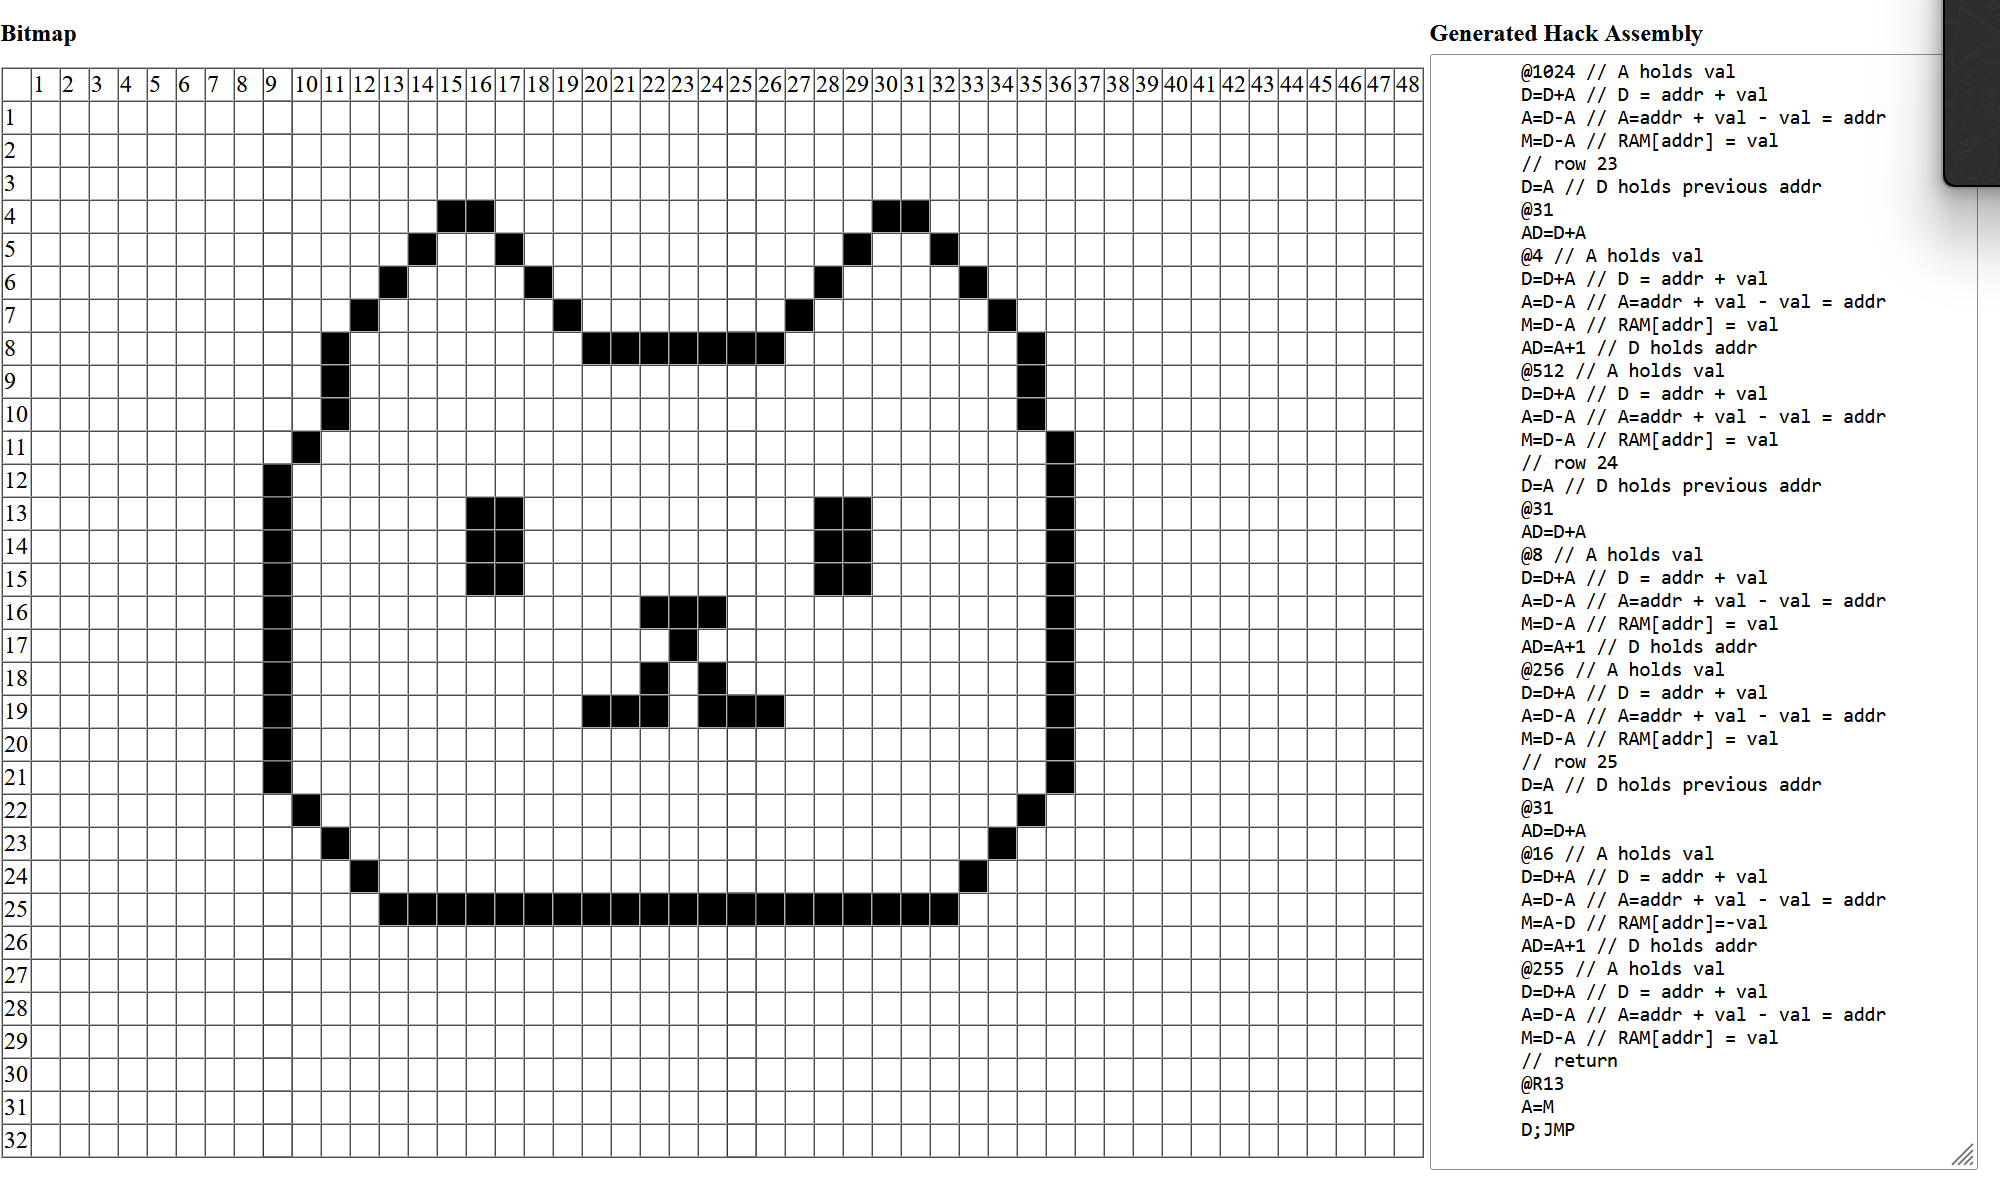 Bitmap
1 2 3 4 5 6 7 8 9 10 11 12 13 14 15 16 17 18 19 20 21 22 23 24 25 26 27 28 29 30 31 32 33 34 35 36 37 38 39 40 41 42 43 44 45 46 47 48
1
2
3
4
5
6
7
8
9
10
11
12
13
14
15
16
17
18
19
20
21
22
23
24
25
26
27
28
29
30
31
32
Generated Hack Assembly
@1024 // A holds val
D=D+A // D = addr + val
A=D-A // A=addr + val - val = addr
M=D-A // RAM[addr] = val
// row 23
D=A // D holds previous addr
@31
AD=D+A
@4 // A holds val
D=D+A // D = addr + val
A=D-A // A=addr + val - val = addr
M=D-A // RAM[addr] = val
AD=A+1 // D holds addr
@512 // A holds val
D=D+A // D = addr + val
A=D-A // A=addr + val - val = addr
M=D-A // RAM[addr] = val
// row 24
D=A // D holds previous addr
@31
AD=D+A
@8 // A holds val
D=D+A // D = addr + val
A=D-A // A=addr + val - val = addr
M=D-A // RAM[addr] = val
AD=A+1 // D holds addr
@256 // A holds val
D=D+A // D = addr + val
A=D-A // A=addr + val - val = addr
M=D-A // RAM[addr] = val
// row 25
D=A // D holds previous addr
@31
AD=D+A
@16 // A holds val
D=D+A // D = addr + val
A=D-A // A=addr + val - val = addr
M=A-D // RAM[addr]=-val
AD=A+1 // D holds addr
@255 // A holds val
D=D+A // D = addr + val
A=D-A // A=addr + val - val = addr
M=D-A // RAM[addr] = val
// return
@R13
A=M
D;JMP